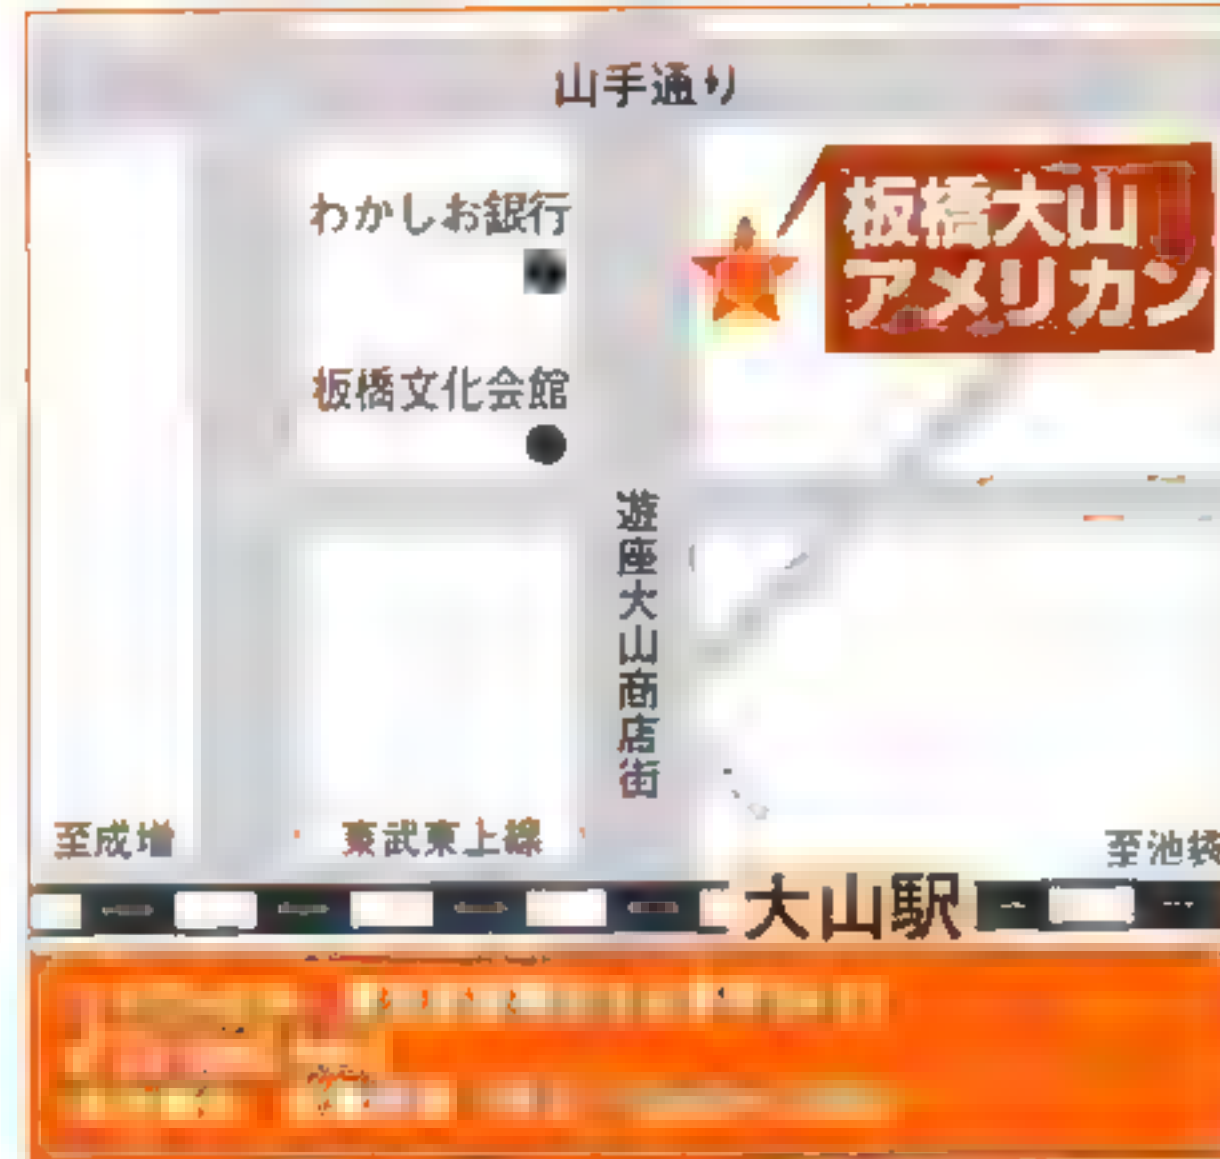 山手通り
わかしお銀行
板橋大山
アメリカン
板橋文化会館
遊座大山商店街
至成増
東武東上線
至池袋
大山駅